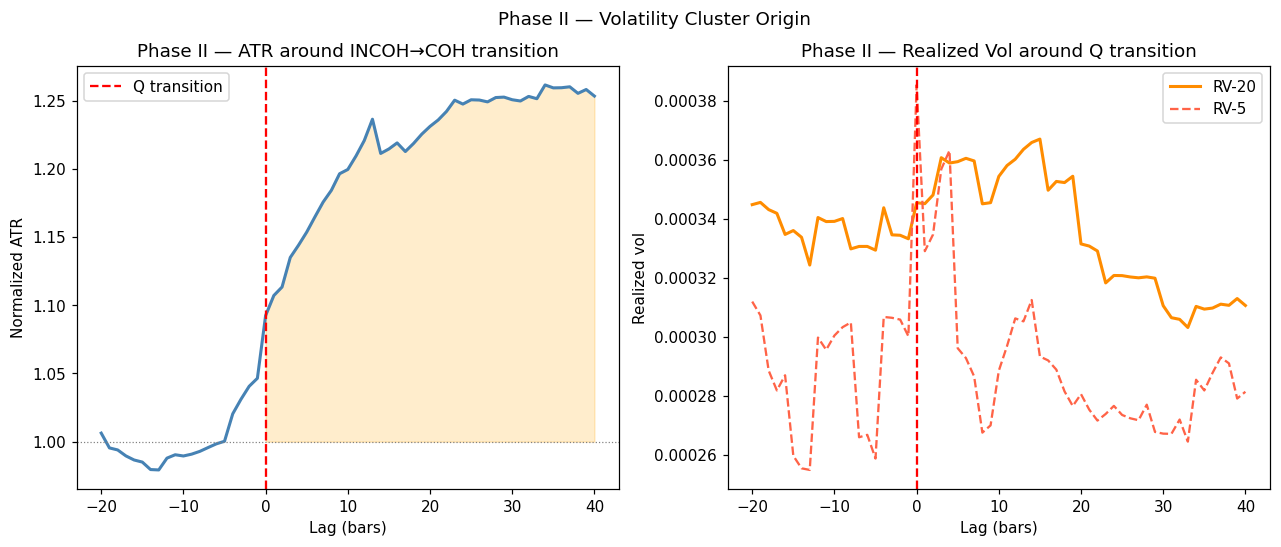 Phase II — Volatility Cluster Origin
Phase II — ATR around INCOH→COH transition
Q transition
Normalized ATR
1.25
1.20
1.15
1.10
1.05
1.00
−20
−10
0
10
20
30
40
Lag (bars)
Phase II — Realized Vol around Q transition
RV-20
RV-5
Realized vol
0.00038
0.00036
0.00034
0.00032
0.00030
0.00028
0.00026
−20
−10
0
10
20
30
40
Lag (bars)